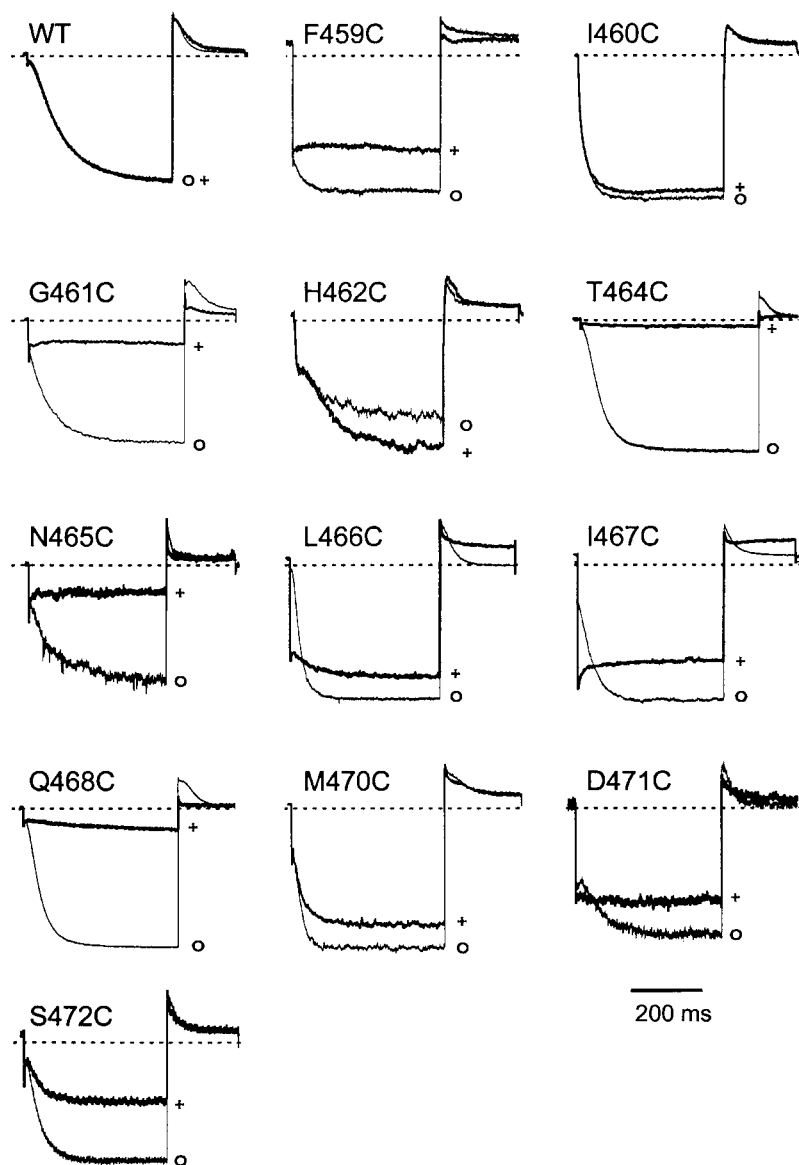 WT
F459C
I460C
O +
+
O
+
O
G461C
H462C
T464C
+
O
O
+
+
O
N465C
L466C
I467C
+
O
+
O
+
O
Q468C
M470C
D471C
+
O
+
O
+
O
200 ms
S472C
+
O